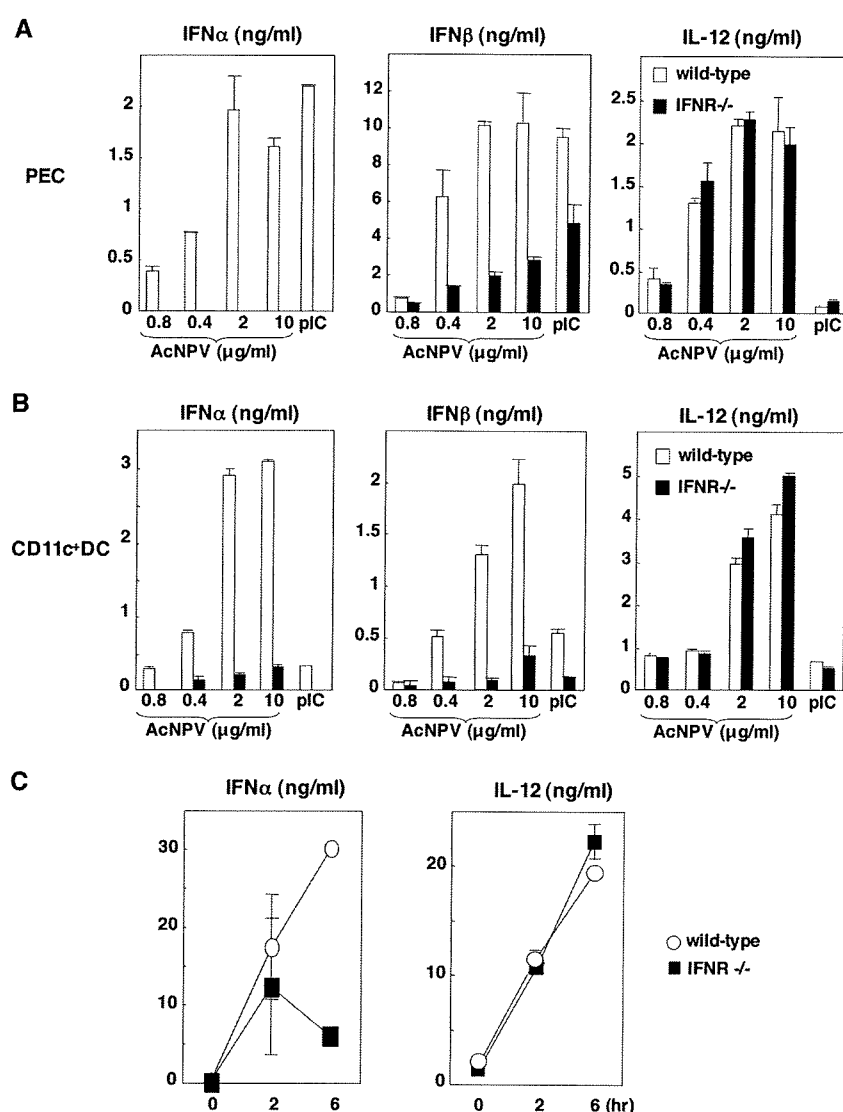 A
IFNα (ng/ml)
IFNβ (ng/ml)
IL-12 (ng/ml)
PEC
2
1.5
1
0.5
0
12
10
8
6
4
2
0
2.5
2
1.5
1
0.5
0
wild-type
IFNR-/-
0.8 0.4 2 10 pIC
AcNPV (μg/ml)
0.8 0.4 2 10 pIC
AcNPV (μg/ml)
0.8 0.4 2 10 pIC
AcNPV (μg/ml)
B
IFNα (ng/ml)
IFNβ (ng/ml)
IL-12 (ng/ml)
CD11c+DC
3
2
1
0
2
1.5
1
0.5
0
5
4
3
2
1
0
wild-type
IFNR-/-
0.8 0.4 2 10 pIC
AcNPV (μg/ml)
0.8 0.4 2 10 pIC
AcNPV (μg/ml)
0.8 0.4 2 10 pIC
AcNPV (μg/ml)
C
IFNα (ng/ml)
IL-12 (ng/ml)
30
20
10
0
20
10
0
0 2 6
0 2 6 (hr)
wild-type
IFNR -/-